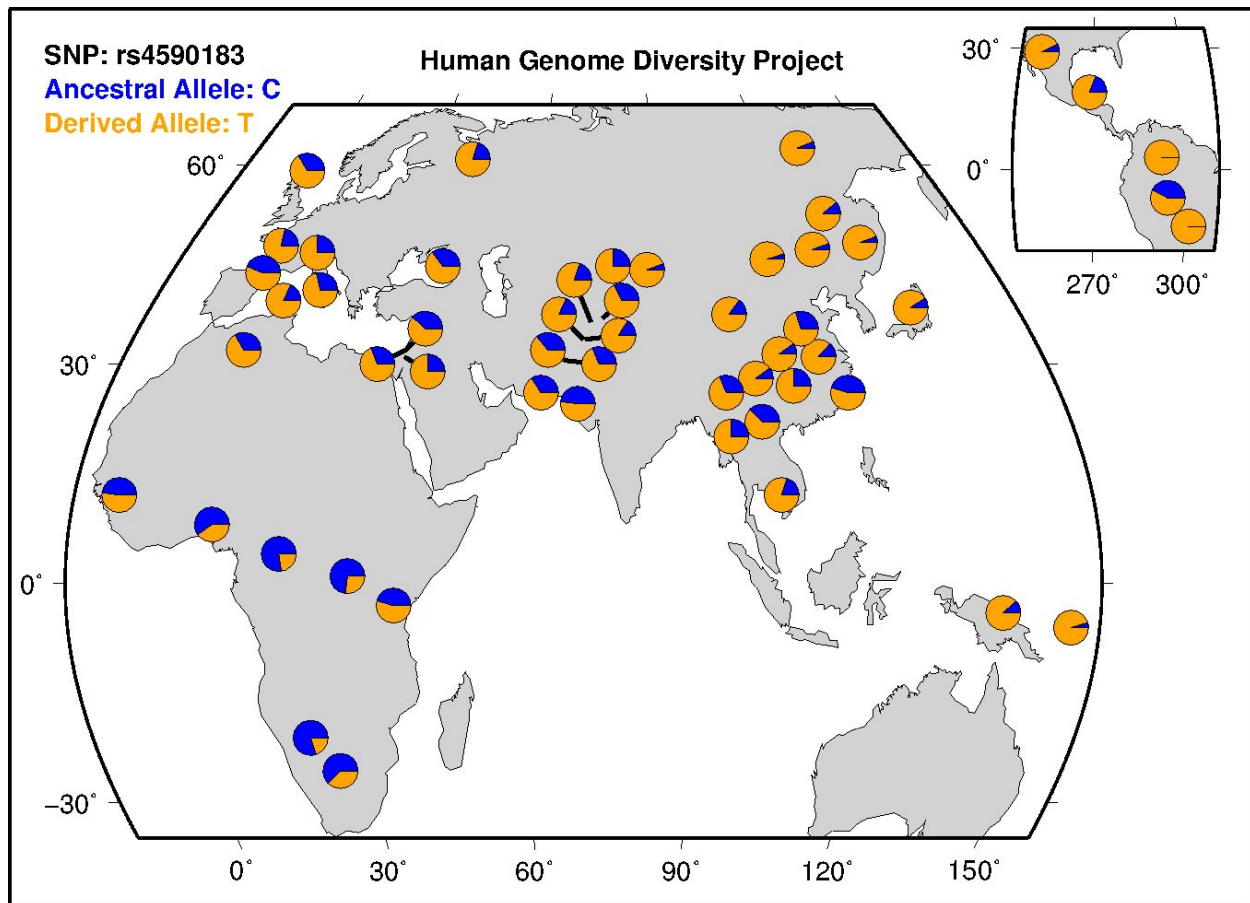 SNP: rs4590183
Ancestral Allele: C
Derived Allele: T
Human Genome Diversity Project
30˚
0˚
270˚ 300˚
60˚
30˚
0˚
−30˚
0˚ 30˚ 60˚ 90˚ 120˚ 150˚